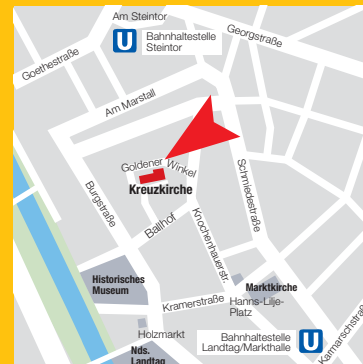 Am Steintor
U
Bahnhaltestelle
Steintor
Georgstraße
Goethestraße
Am Marstall
Goldener Winkel
Kreuzkirche
Burgstraße
Schmiedestraße
Ballhof
Knochenhauerstr.
Historisches
Museum
Marktkirche
Kramerstraße
Hanns-Lilje-
Platz
Karmarschstraße
Holzmarkt
Bahnhaltestelle
Landtag/Markthalle
U
Nds.
Landtag